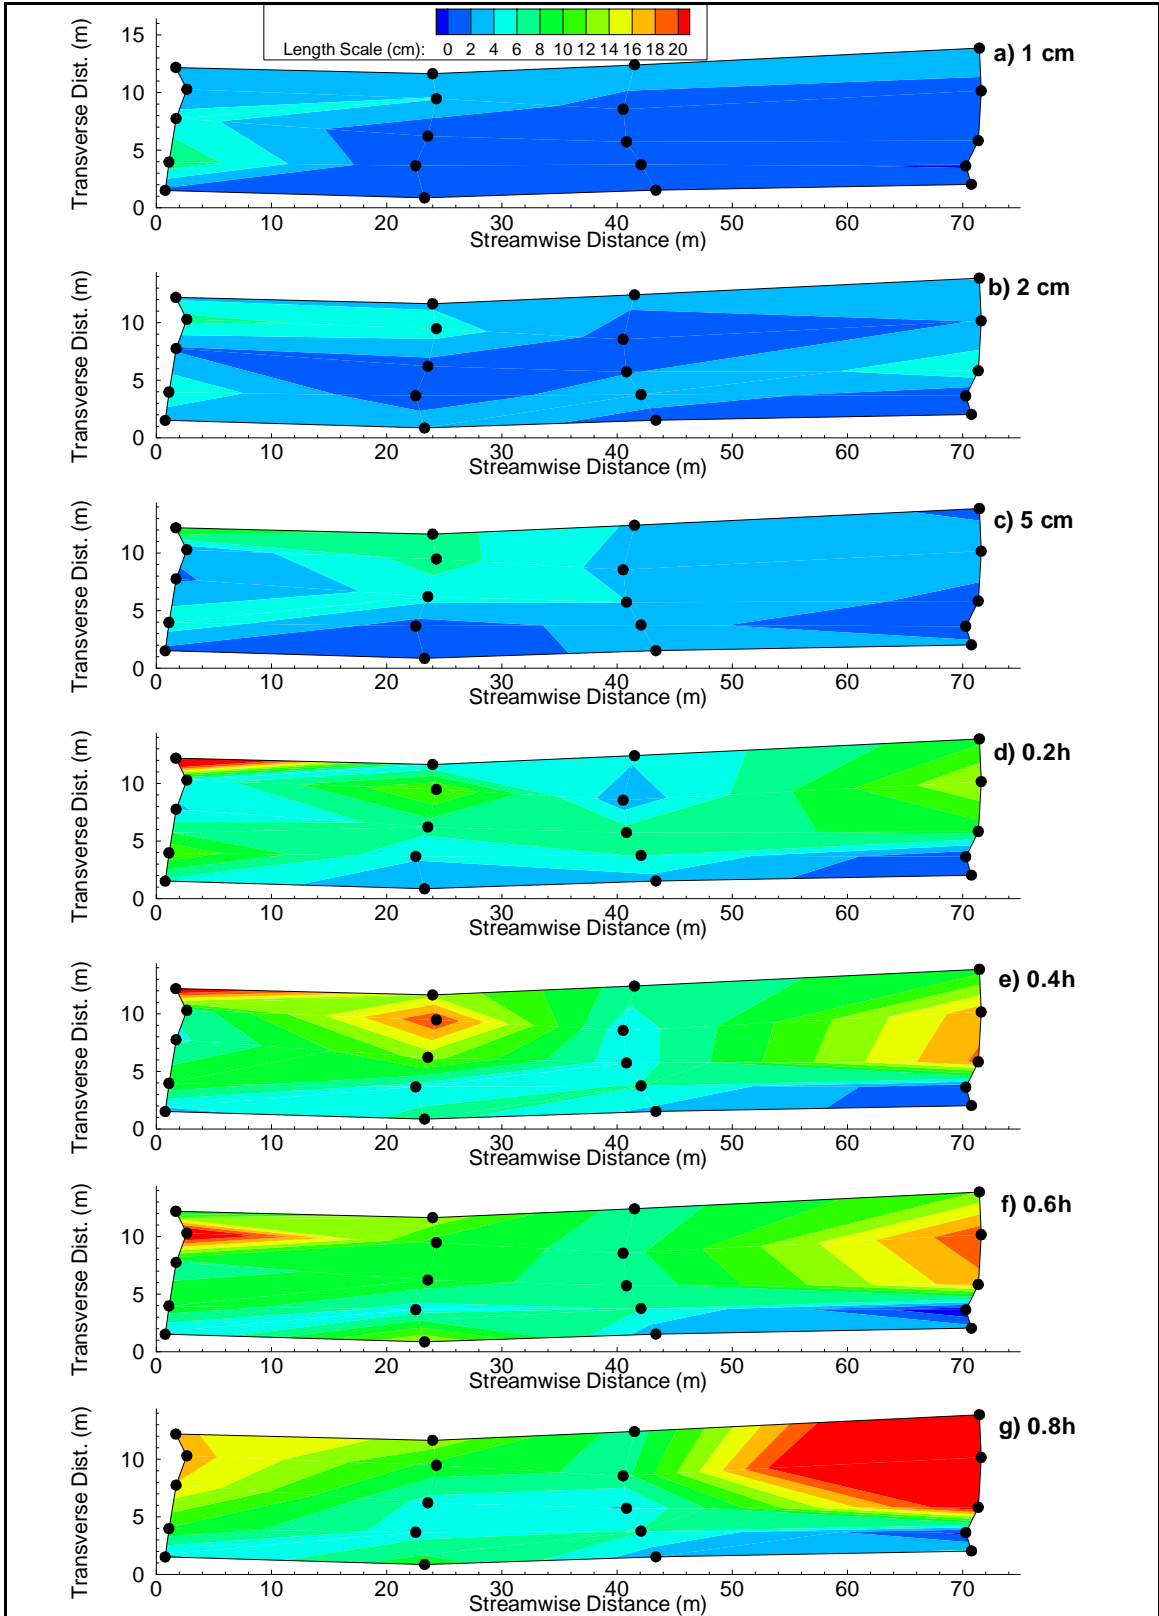 Length Scale (cm): 0 2 4 6 8 10 12 14 16 18 20
a) 1 cm
Transverse Dist. (m)
15
10
5
0
0 10 20 30 40 50 60 70
Streamwise Distance (m)
b) 2 cm
Transverse Dist. (m)
10
5
0
0 10 20 30 40 50 60 70
Streamwise Distance (m)
c) 5 cm
Transverse Dist. (m)
10
5
0
0 10 20 30 40 50 60 70
Streamwise Distance (m)
d) 0.2h
Transverse Dist. (m)
10
5
0
0 10 20 30 40 50 60 70
Streamwise Distance (m)
e) 0.4h
Transverse Dist. (m)
10
5
0
0 10 20 30 40 50 60 70
Streamwise Distance (m)
f) 0.6h
Transverse Dist. (m)
10
5
0
0 10 20 30 40 50 60 70
Streamwise Distance (m)
g) 0.8h
Transverse Dist. (m)
10
5
0
0 10 20 30 40 50 60 70
Streamwise Distance (m)